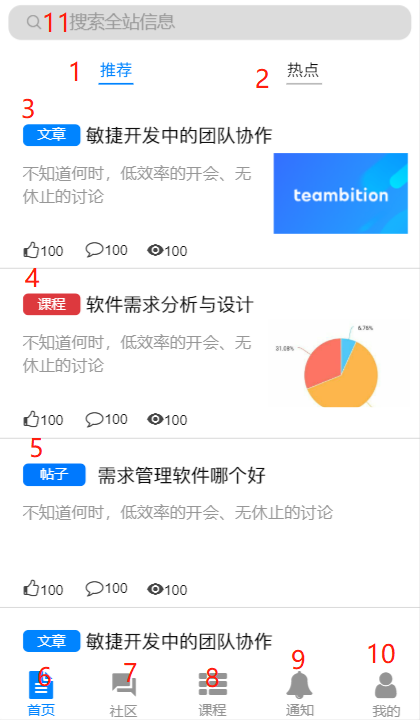 11搜索全站信息
1 推荐 2 热点
3
文章 敏捷开发中的团队协作
不知道何时，低效率的开会、无
休止的讨论
teambition
100 100 100
4
课程 软件需求分析与设计
不知道何时，低效率的开会、无
休止的讨论
6.76%
31.08%
100 100 100
5
帖子 需求管理软件哪个好
不知道何时，低效率的开会、无休止的讨论
100 100 100
文章 敏捷开发中的团队协作
6 7 8 9 10
首页 社区 课程 通知 我的